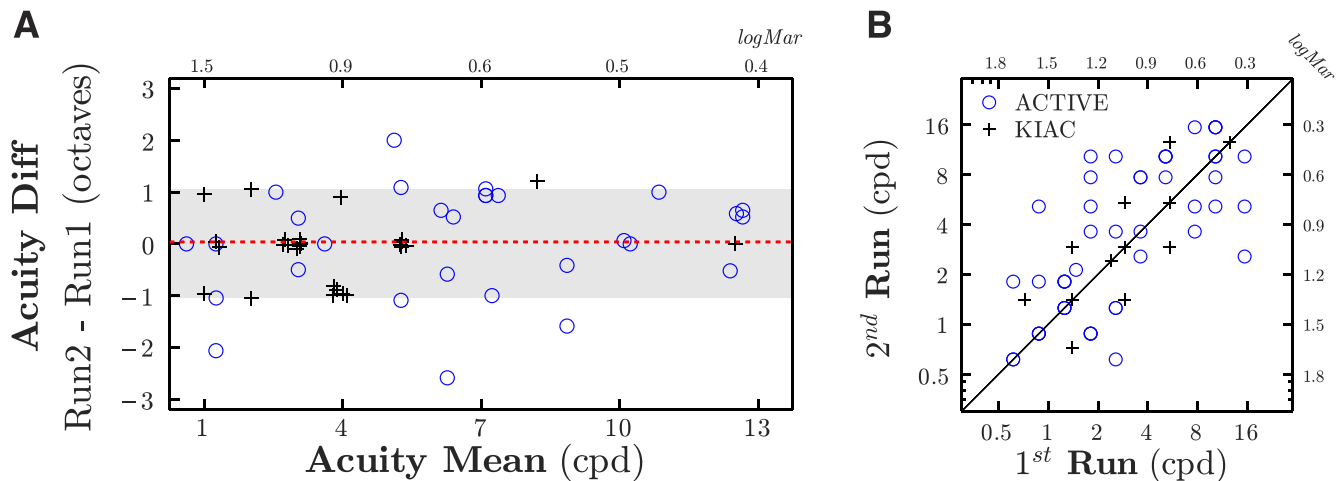 A
logMar
1.5 0.9 0.6 0.5 0.4
Acuity Diff
Run2 - Run1 (octaves)
3
2
1
0
−1
−2
−3
1 4 7 10 13
Acuity Mean (cpd)
B
logMar
1.8 1.5 1.2 0.9 0.6 0.3
ACTIVE
KIAC
2nd Run (cpd)
16
8
4
2
1
0.5
0.3
0.6
0.9
1.2
1.5
1.8
0.5 1 2 4 8 16
1st Run (cpd)